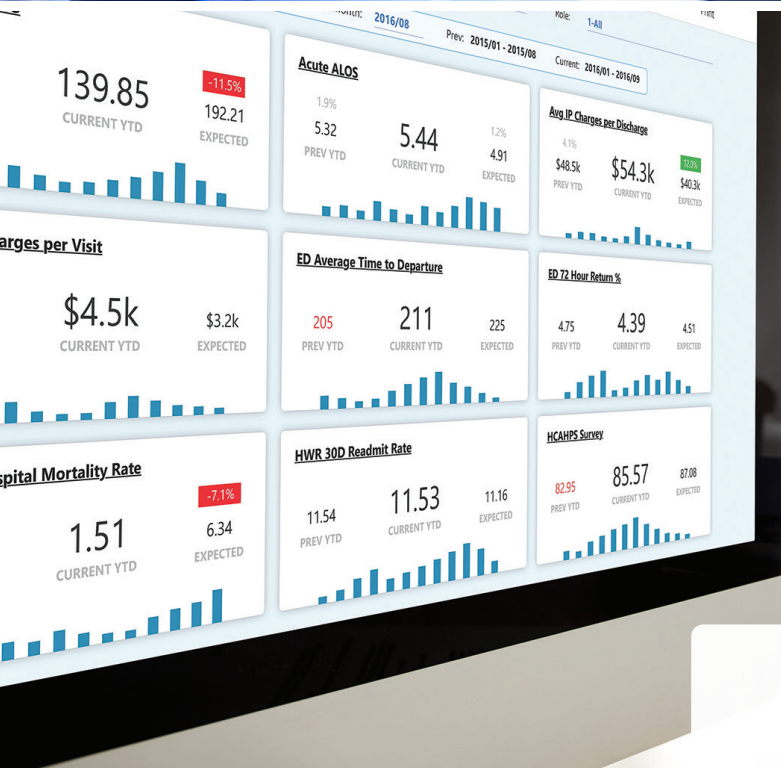 2016/08
Prev: 2015/01 - 2015/08
Current: 2016/01 - 2016/09
Role: 1-All
Print
139.85
CURRENT YTD
-11.5%
192.21
EXPECTED
Acute ALOS
1.9%
5.32
PREV YTD
5.44
CURRENT YTD
1.2%
4.91
EXPECTED
Avg IP Charges per Discharge
4.1%
$48.5k
PREV YTD
$54.3k
CURRENT YTD
12.0%
$40.3k
EXPECTED
arges per Visit
$4.5k
CURRENT YTD
$3.2k
EXPECTED
ED Average Time to Departure
205
PREV YTD
211
CURRENT YTD
225
EXPECTED
ED 72 Hour Return %
4.75
PREV YTD
4.39
CURRENT YTD
4.51
EXPECTED
spital Mortality Rate
1.51
CURRENT YTD
-7.1%
6.34
EXPECTED
HWR 30D Readmit Rate
11.54
PREV YTD
11.53
CURRENT YTD
11.16
EXPECTED
HCAHPS Survey
82.95
PREV YTD
85.57
CURRENT YTD
87.08
EXPECTED